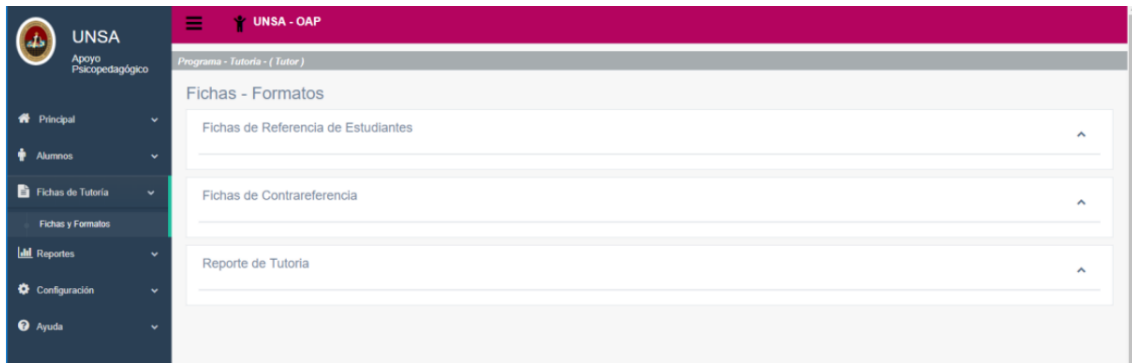 UNSA
Apoyo
Psicopedagógico
Principal
Alumnos
Fichas de Tutoría
Fichas y Formatos
Reportes
Configuración
Ayuda
UNSA - OAP
Programa - Tutoria - ( Tutor )
Fichas - Formatos
Fichas de Referencia de Estudiantes
Fichas de Contrareferencia
Reporte de Tutoria